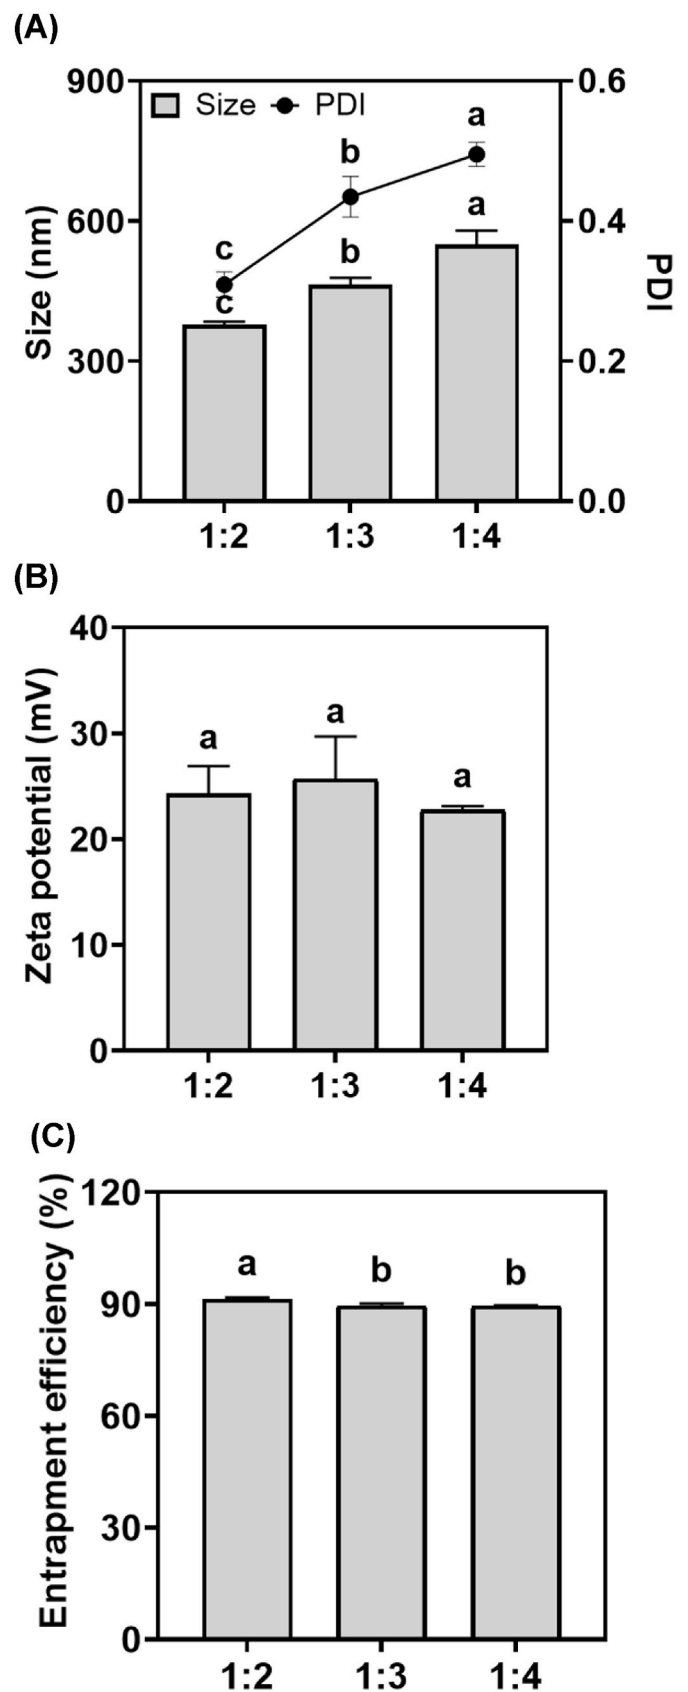 (A)
900
0.6
Size
PDI
a
b
600
0.4
a
c
b
c
Size (nm)
PDI
300
0.2
0
0.0
1:2
1:3
1:4
(B)
40
a
a
30
a
20
Zeta potential (mV)
10
0
1:2
1:3
1:4
(C)
120
a
b
b
90
Entrapment efficiency (%)
60
30
0
1:2
1:3
1:4